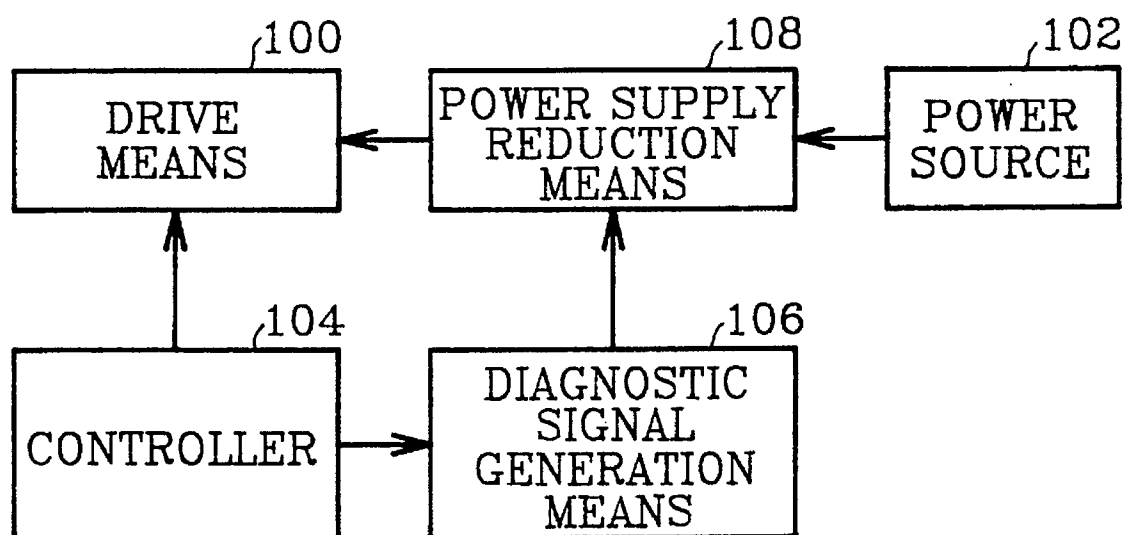 100
DRIVE
MEANS
108
POWER SUPPLY
REDUCTION
MEANS
102
POWER
SOURCE
104
CONTROLLER
106
DIAGNOSTIC
SIGNAL
GENERATION
MEANS